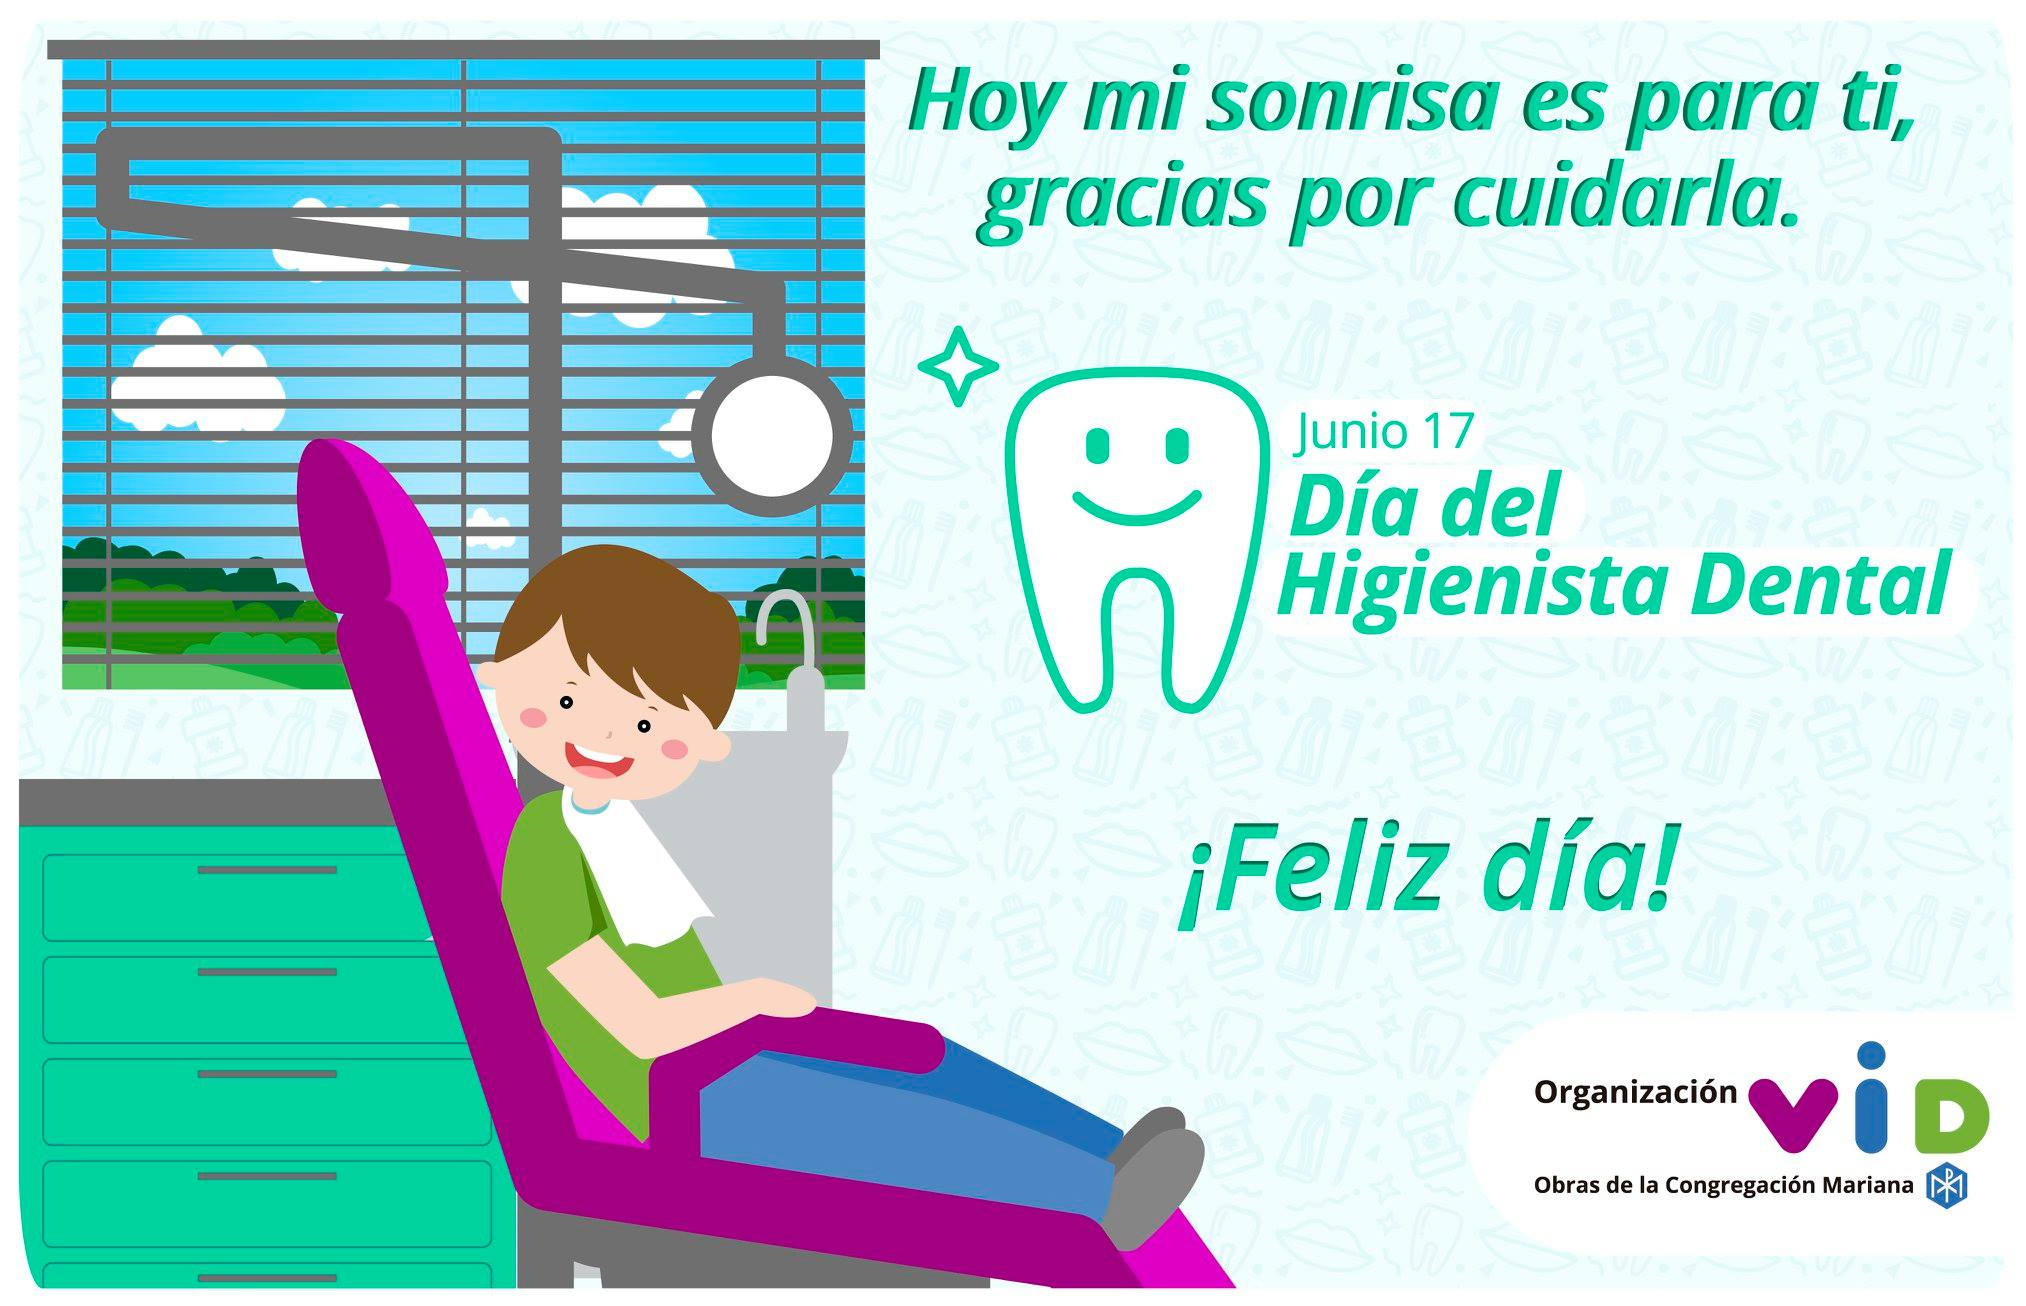 Hoy mi sonrisa es para ti,
gracias por cuidarla.
Junio 17
Día del
Higienista Dental
¡Feliz día!
Organización ViD
Obras de la Congregación Mariana